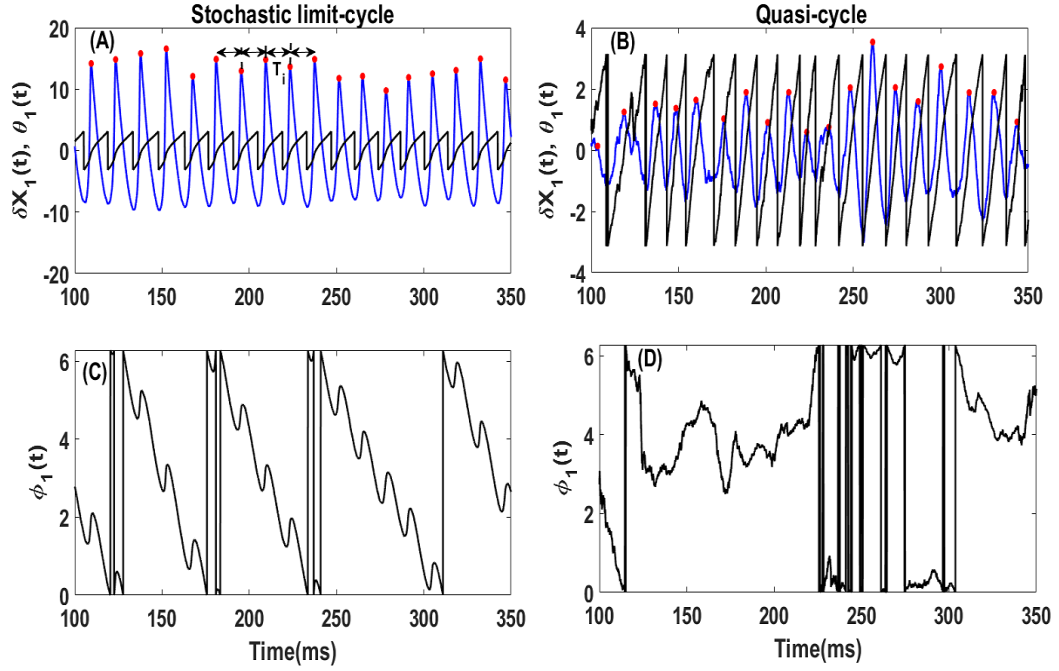 Stochastic limit-cycle
Quasi-cycle
(A)
T_i
20
10
0
-10
-20
δX_1(t), θ_1(t)
100 150 200 250 300 350
(B)
4
2
0
-2
-4
δX_1(t), θ_1(t)
100 150 200 250 300 350
(C)
6
4
2
0
ϕ_1(t)
100 150 200 250 300 350
Time(ms)
(D)
6
4
2
0
ϕ_1(t)
100 150 200 250 300 350
Time(ms)